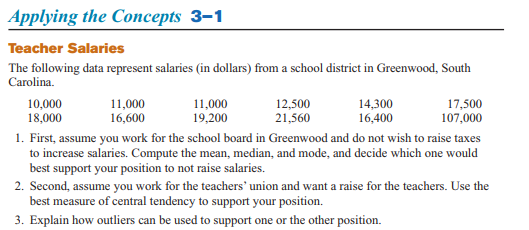 Applying the Concepts 3–1
Teacher Salaries
The following data represent salaries (in dollars) from a school district in Greenwood, South
Carolina.
10,000 11,000 11,000 12,500 14,300 17,500
18,000 16,600 19,200 21,560 16,400 107,000
1. First, assume you work for the school board in Greenwood and do not wish to raise taxes
to increase salaries. Compute the mean, median, and mode, and decide which one would
best support your position to not raise salaries.
2. Second, assume you work for the teachers’ union and want a raise for the teachers. Use the
best measure of central tendency to support your position.
3. Explain how outliers can be used to support one or the other position.